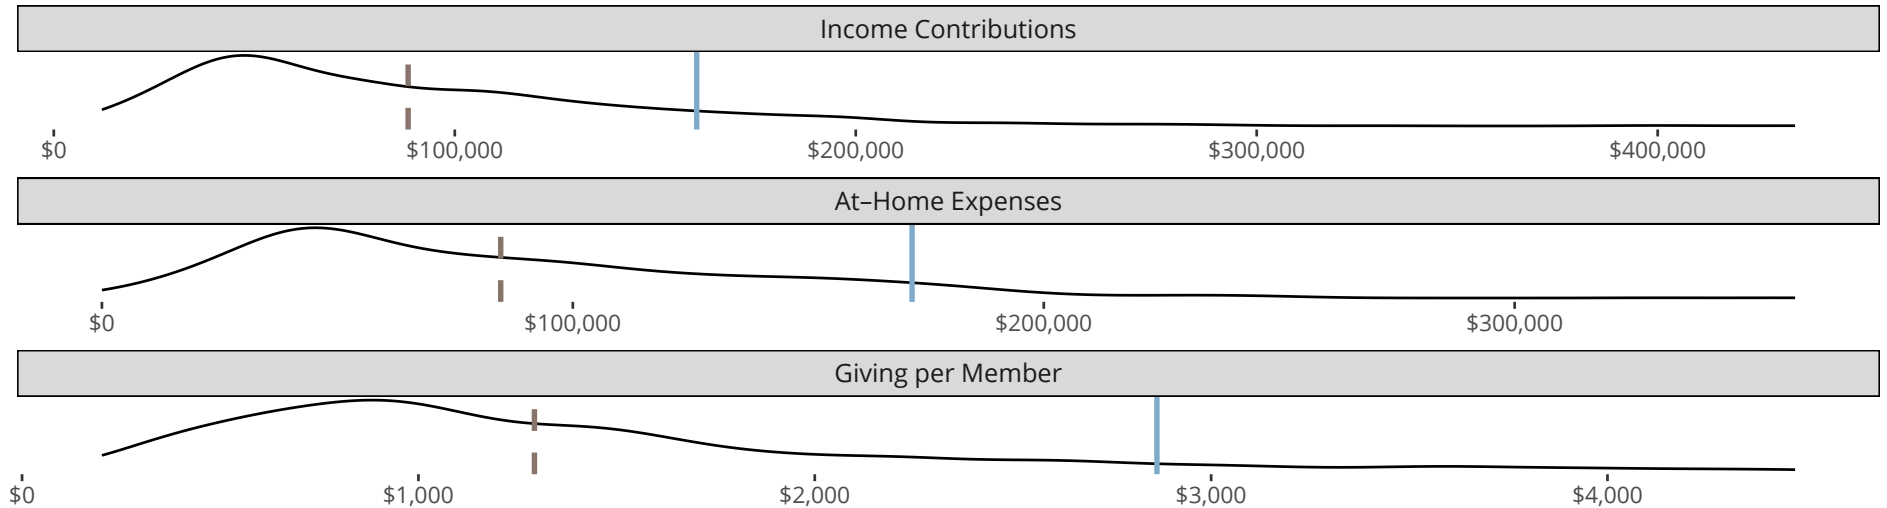 Income Contributions
$0 $100,000 $200,000 $300,000 $400,000
At–Home Expenses
$0 $100,000 $200,000 $300,000
Giving per Member
$0 $1,000 $2,000 $3,000 $4,000